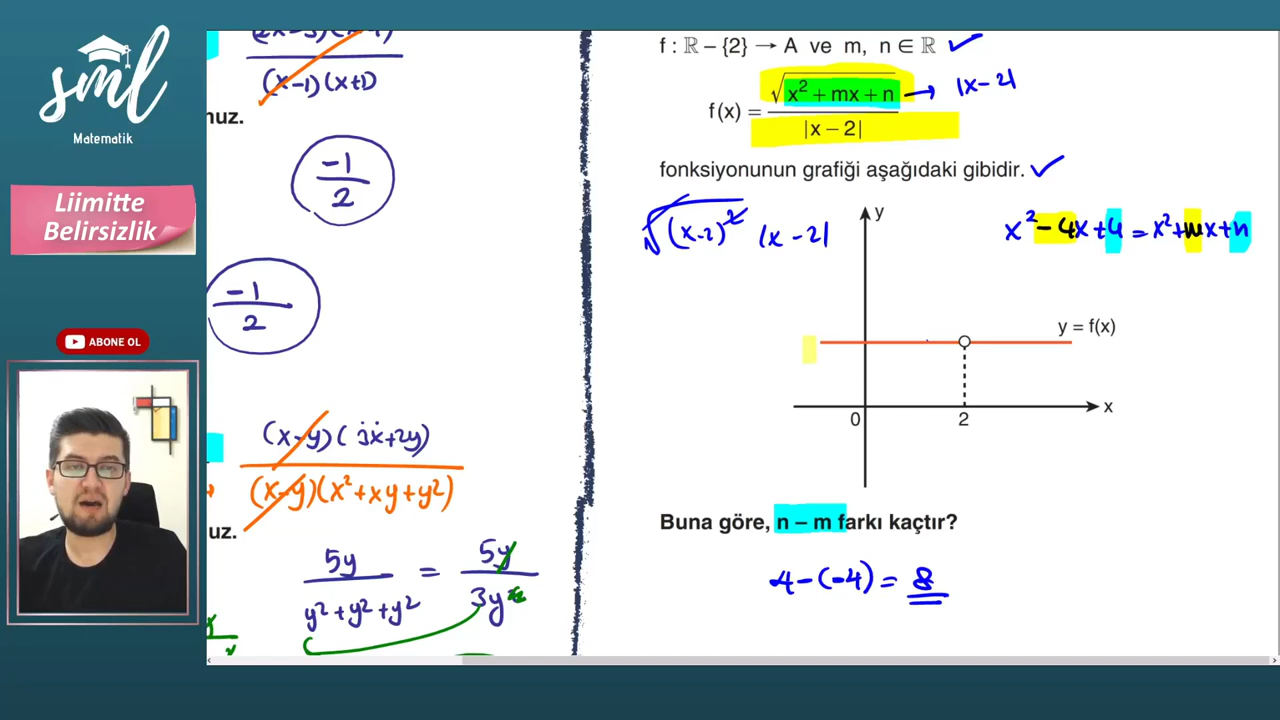 sml
Matematik
Liimitte
Belirsizlik
ABONE OL
(x-1)(x+1)
nuz.
-1
2
-1
2
(x-y)(3x+2y)
(x-y)(x²+xy+y²)
uz.
5y
y²+y²+y²
=
5y
3y²
f : ℝ – {2} → A ve m, n ∈ ℝ
f(x) = √(x² + mx + n) / |x – 2| → |x-2|
fonksiyonunun grafiği aşağıdaki gibidir.
√(x-2)² |x-2|
x²-4x+4=x²+mx+n
y
y = f(x)
0
2
x
Buna göre, n – m farkı kaçtır?
4-(-4)=8